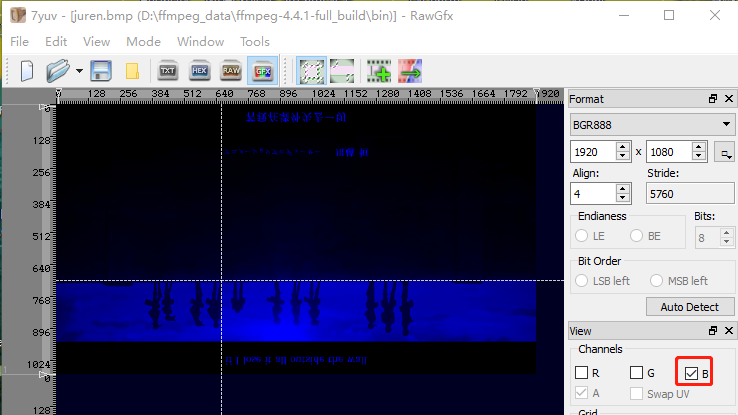 7yuv - [juren.bmp (D:\ffmpeg_data\ffmpeg-4.4.1-full_build\bin)] - RawGfx
File Edit View Mode Window Tools
TXT HEX RAW GFX
0 128 256 384 512 640 768 896 1024 1152 1280 1408 1536 1664 1792 1920
0
128
256
384
512
640
768
896
1024
0
128
Format
BGR888
1920 x 1080
Align: Stride:
4 5760
Endianess Bits:
LE BE 8
Bit Order
LSB left MSB left
Auto Detect
View
Channels
R G B
A Swap UV
Grid